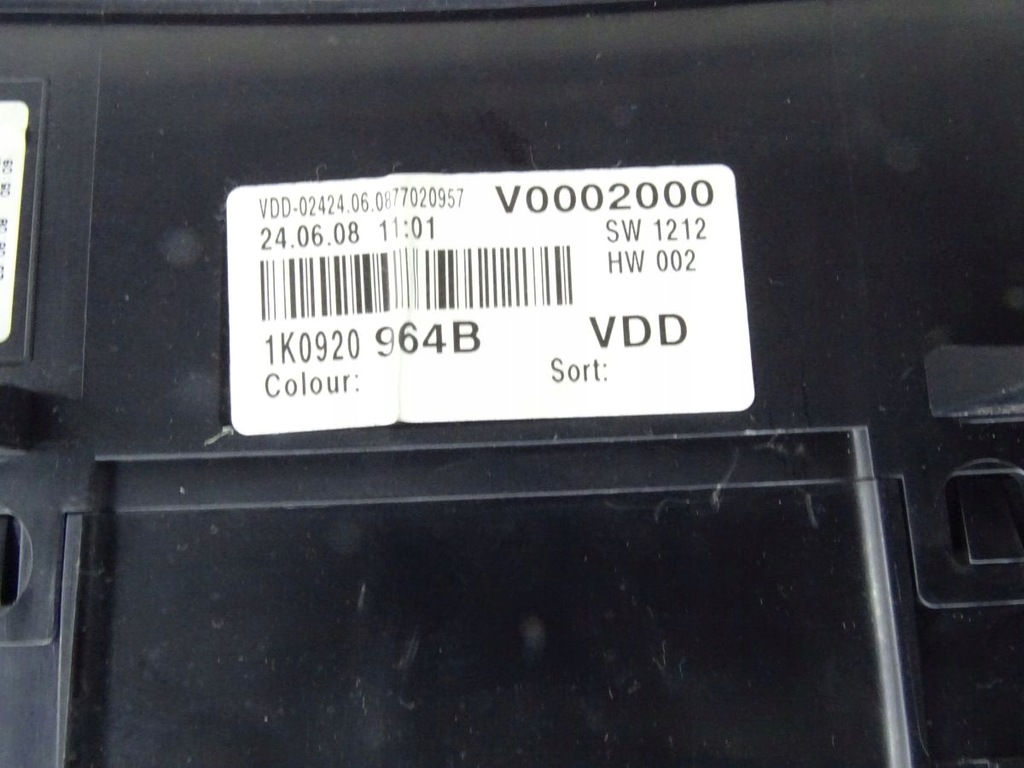 VDD-02424.06.0877020957 V0002000
24.06.08 11:01 SW 1212
HW 002
1K0920 964B VDD
Colour: Sort: